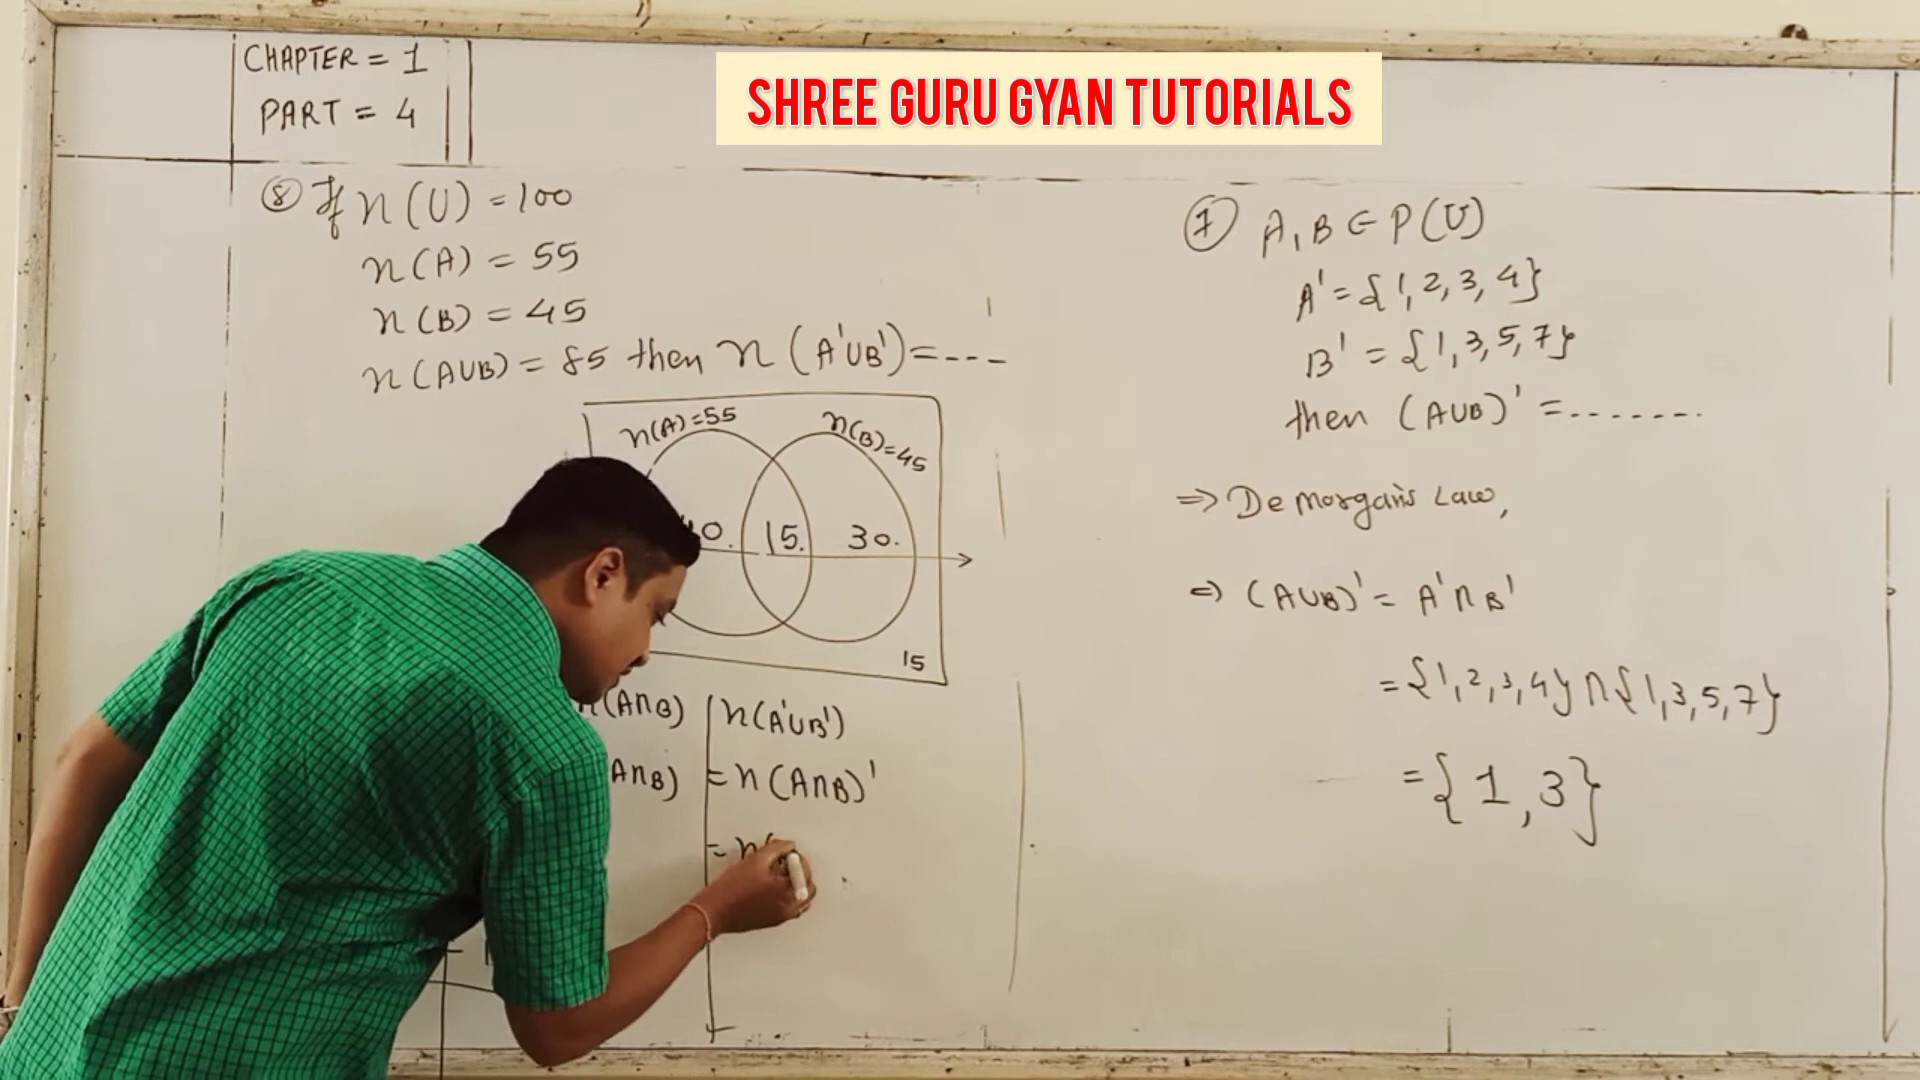 CHAPTER = 1
PART = 4
SHREE GURU GYAN TUTORIALS
⑧ If n(U) = 100
n(A) = 55
n(B) = 45
n(A∪B) = 85 then n(A'∪B') = ---
n(A)=55
n(B)=45
0. 15. 30.
15
n(A∩B)
A∩B)
n(A'∪B')
= n(A∩B)'
= n(
⑦ A, B ∈ P(U)
A' = {1, 2, 3, 4}
B' = {1, 3, 5, 7}
then (A∪B)' = .......
⇒ De morgan's Law,
⇒ (A∪B)' = A'∩B'
= {1, 2, 3, 4} ∩ {1, 3, 5, 7}
= {1, 3}